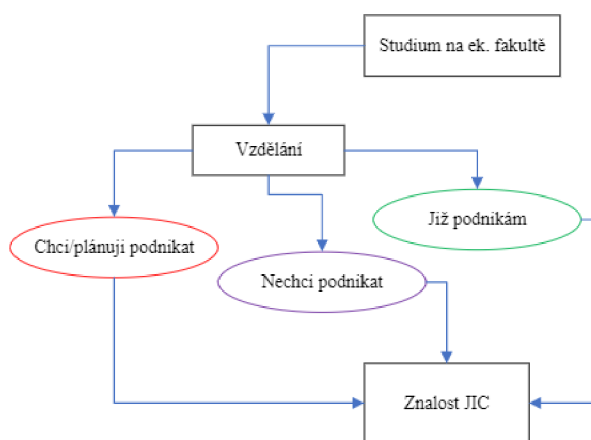 Studium na ek. fakultě
Vzdělání
Již podnikám
Chci/plánuji podnikat
Nechci podnikat
Znalost JIC